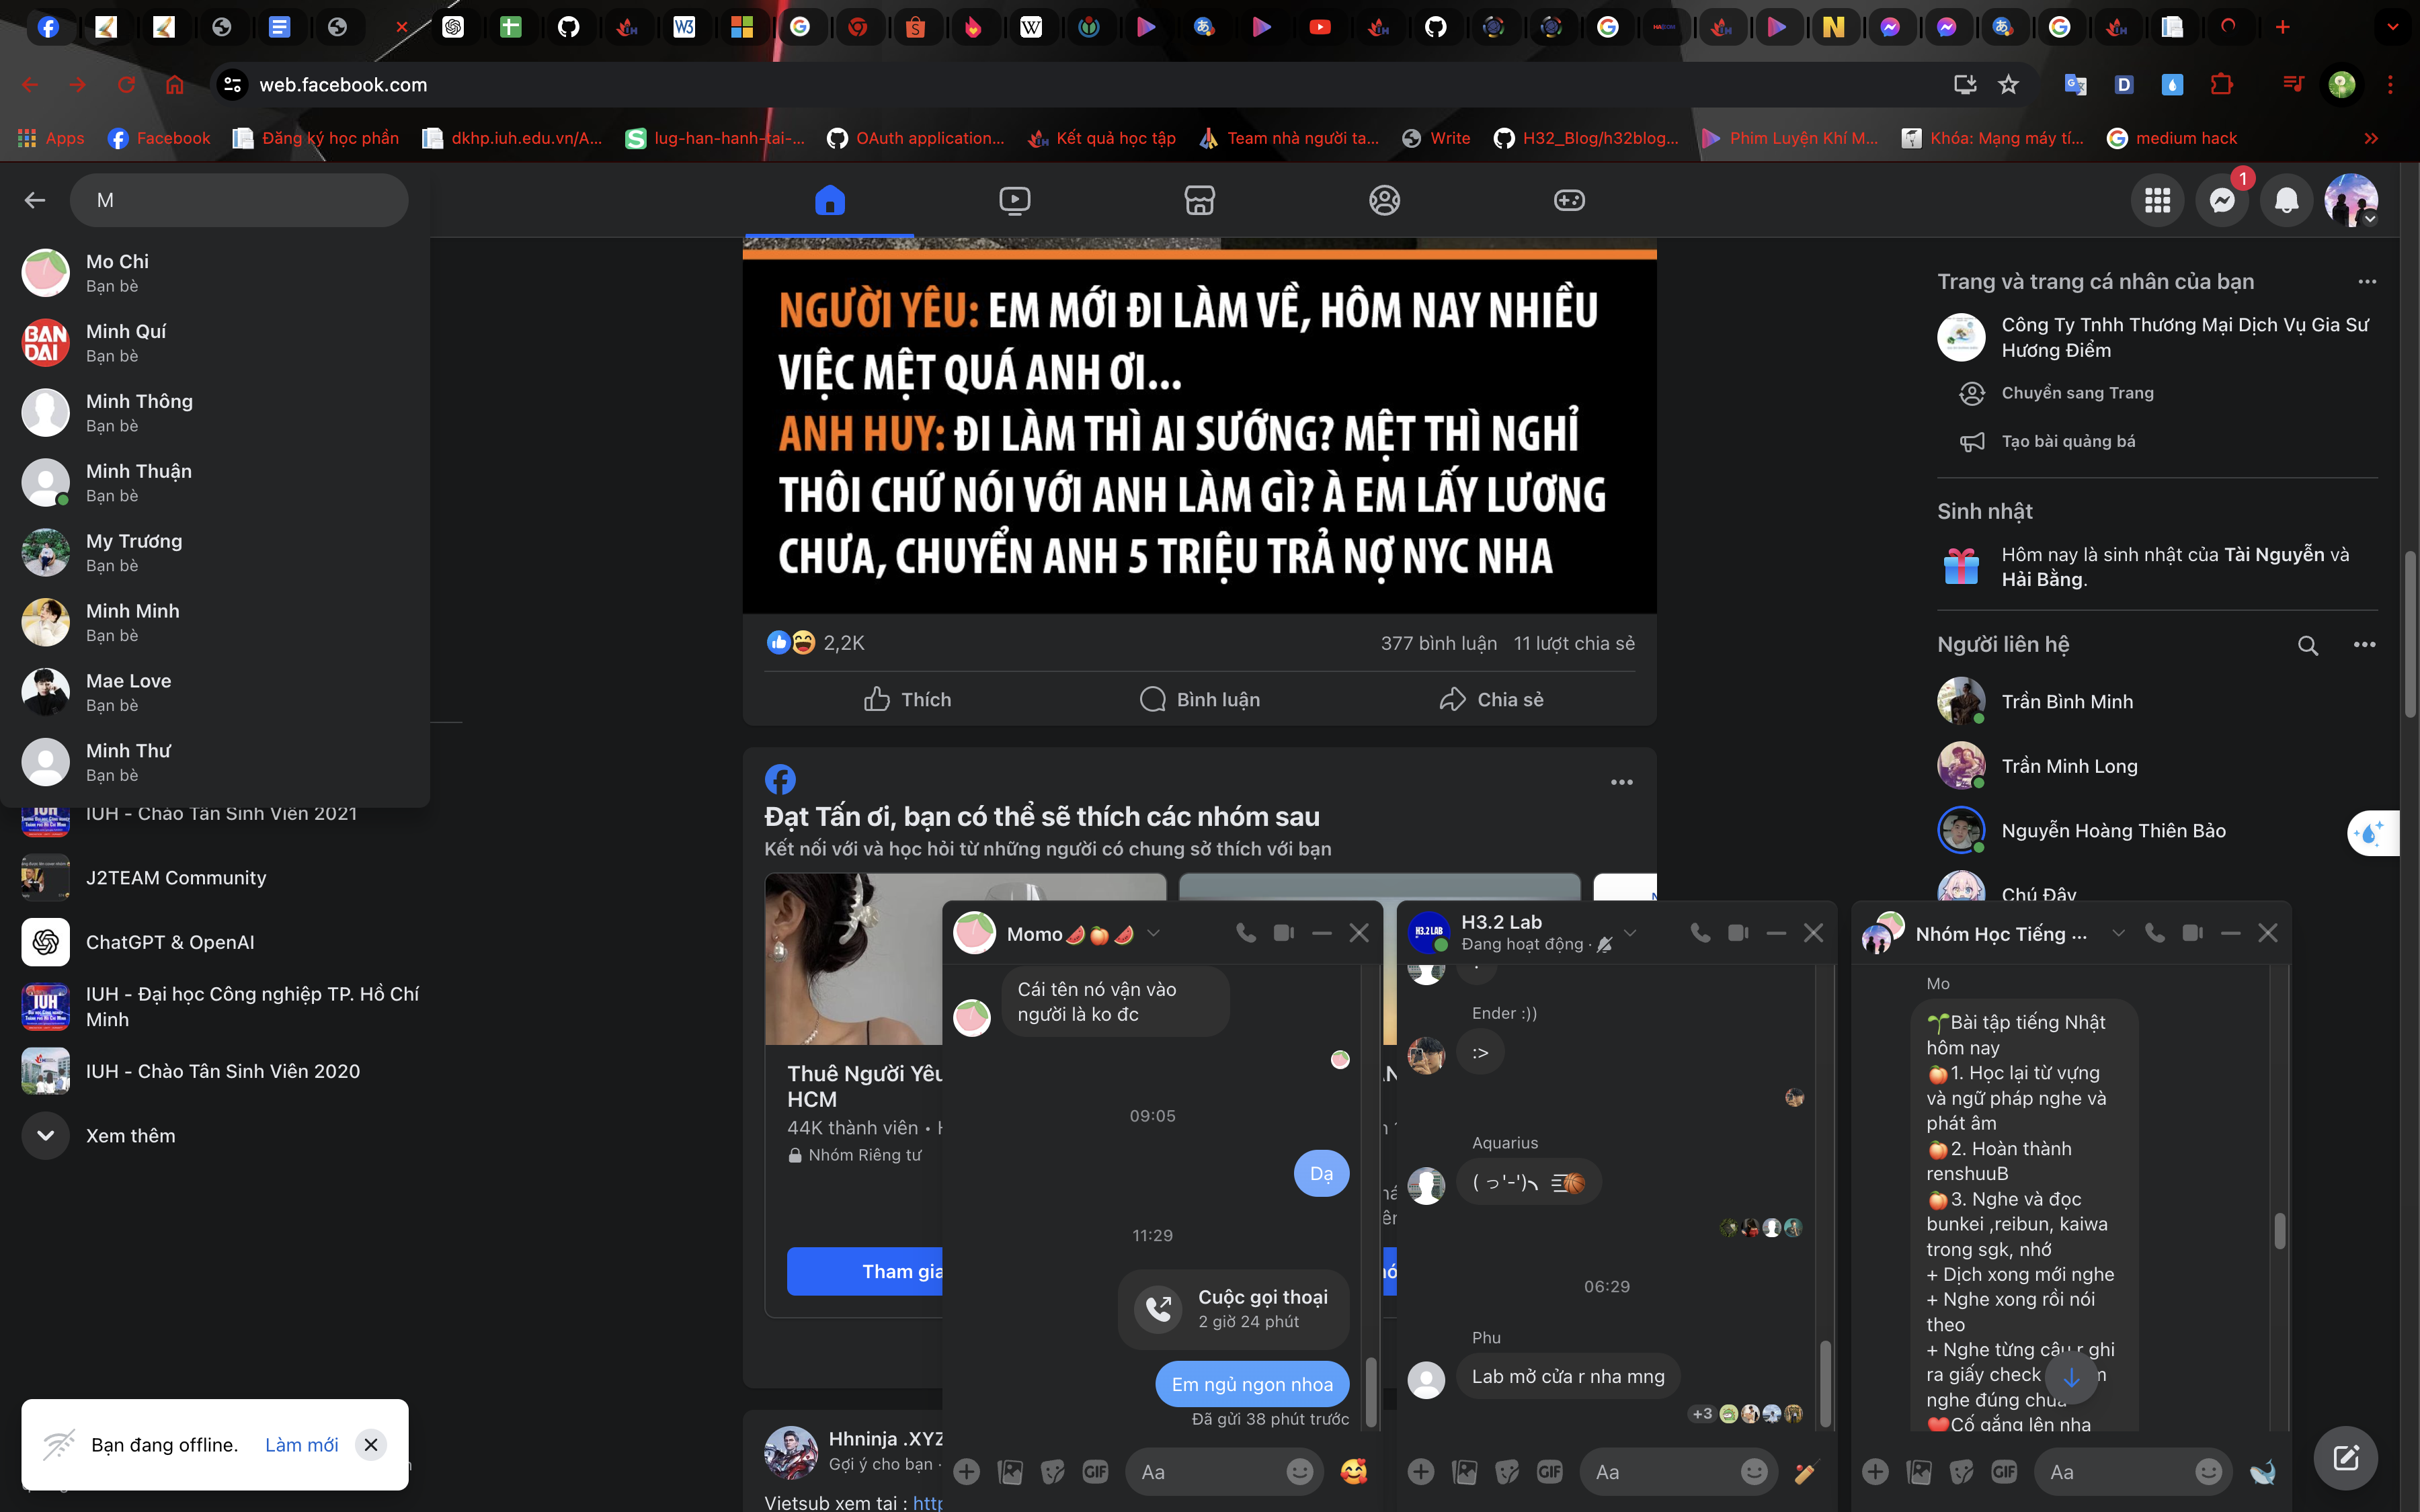 web.facebook.com
Apps
Facebook
Đăng ký học phần
dkhp.iuh.edu.vn/A...
lug-han-hanh-tai-...
OAuth application...
Kết quả học tập
Team nhà người ta...
Write
H32_Blog/h32blog...
Phim Luyện Khí M...
Khóa: Mạng máy tí...
medium hack
M
1
Mo Chi
Bạn bè
Minh Quí
Bạn bè
Minh Thông
Bạn bè
Minh Thuận
Bạn bè
My Trương
Bạn bè
Minh Minh
Bạn bè
Mae Love
Bạn bè
Minh Thư
Bạn bè
IUH - Chào Tân Sinh Viên 2021
J2TEAM Community
ChatGPT & OpenAI
IUH - Đại học Công nghiệp TP. Hồ Chí
Minh
IUH - Chào Tân Sinh Viên 2020
Xem thêm
Bạn đang offline.
Làm mới
NGƯỜI YÊU: EM MỚI ĐI LÀM VỀ, HÔM NAY NHIỀU
VIỆC MỆT QUÁ ANH ƠI...
ANH HUY: ĐI LÀM THÌ AI SƯỚNG? MỆT THÌ NGHỈ
THÔI CHỨ NÓI VỚI ANH LÀM GÌ? À EM LẤY LƯƠNG
CHƯA, CHUYỂN ANH 5 TRIỆU TRẢ NỢ NYC NHA
2,2K
377 bình luận
11 lượt chia sẻ
Thích
Bình luận
Chia sẻ
Đạt Tấn ơi, bạn có thể sẽ thích các nhóm sau
Kết nối với và học hỏi từ những người có chung sở thích với bạn
Thuê Người Yêu
HCM
44K thành viên •
Nhóm Riêng tư
Tham gia
Hhninja .XYZ
Gợi ý cho bạn ·
Vietsub xem tai : http
Momo🍉🍑🍉
Cái tên nó vận vào
người là ko đc
09:05
Dạ
11:29
Cuộc gọi thoại
2 giờ 24 phút
Em ngủ ngon nhoa
Đã gửi 38 phút trước
GIF
Aa
H3.2 LAB
H3.2 Lab
Đang hoạt động ·
Ender :))
:>
Aquarius
( っ'-')╮ =͟͟͞͞🏀
06:29
Phu
Lab mở cửa r nha mng
+3
GIF
Aa
Nhóm Học Tiếng ...
Mo
🌱Bài tập tiếng Nhật
hôm nay
🍑1. Học lại từ vựng
và ngữ pháp nghe và
phát âm
🍑2. Hoàn thành
renshuuB
🍑3. Nghe và đọc
bunkei ,reibun, kaiwa
trong sgk, nhớ
+ Dịch xong mới nghe
+ Nghe xong rồi nói
theo
+ Nghe từng câu r ghi
ra giấy check
nghe đúng chưa
❤️Cố gắng lên nha
GIF
Aa
Trang và trang cá nhân của bạn
Công Ty Tnhh Thương Mại Dịch Vụ Gia Sư
Hương Điểm
Chuyển sang Trang
Tạo bài quảng bá
Sinh nhật
Hôm nay là sinh nhật của Tài Nguyễn và
Hải Bằng.
Người liên hệ
Trần Bình Minh
Trần Minh Long
Nguyễn Hoàng Thiên Bảo
Chú Đậy